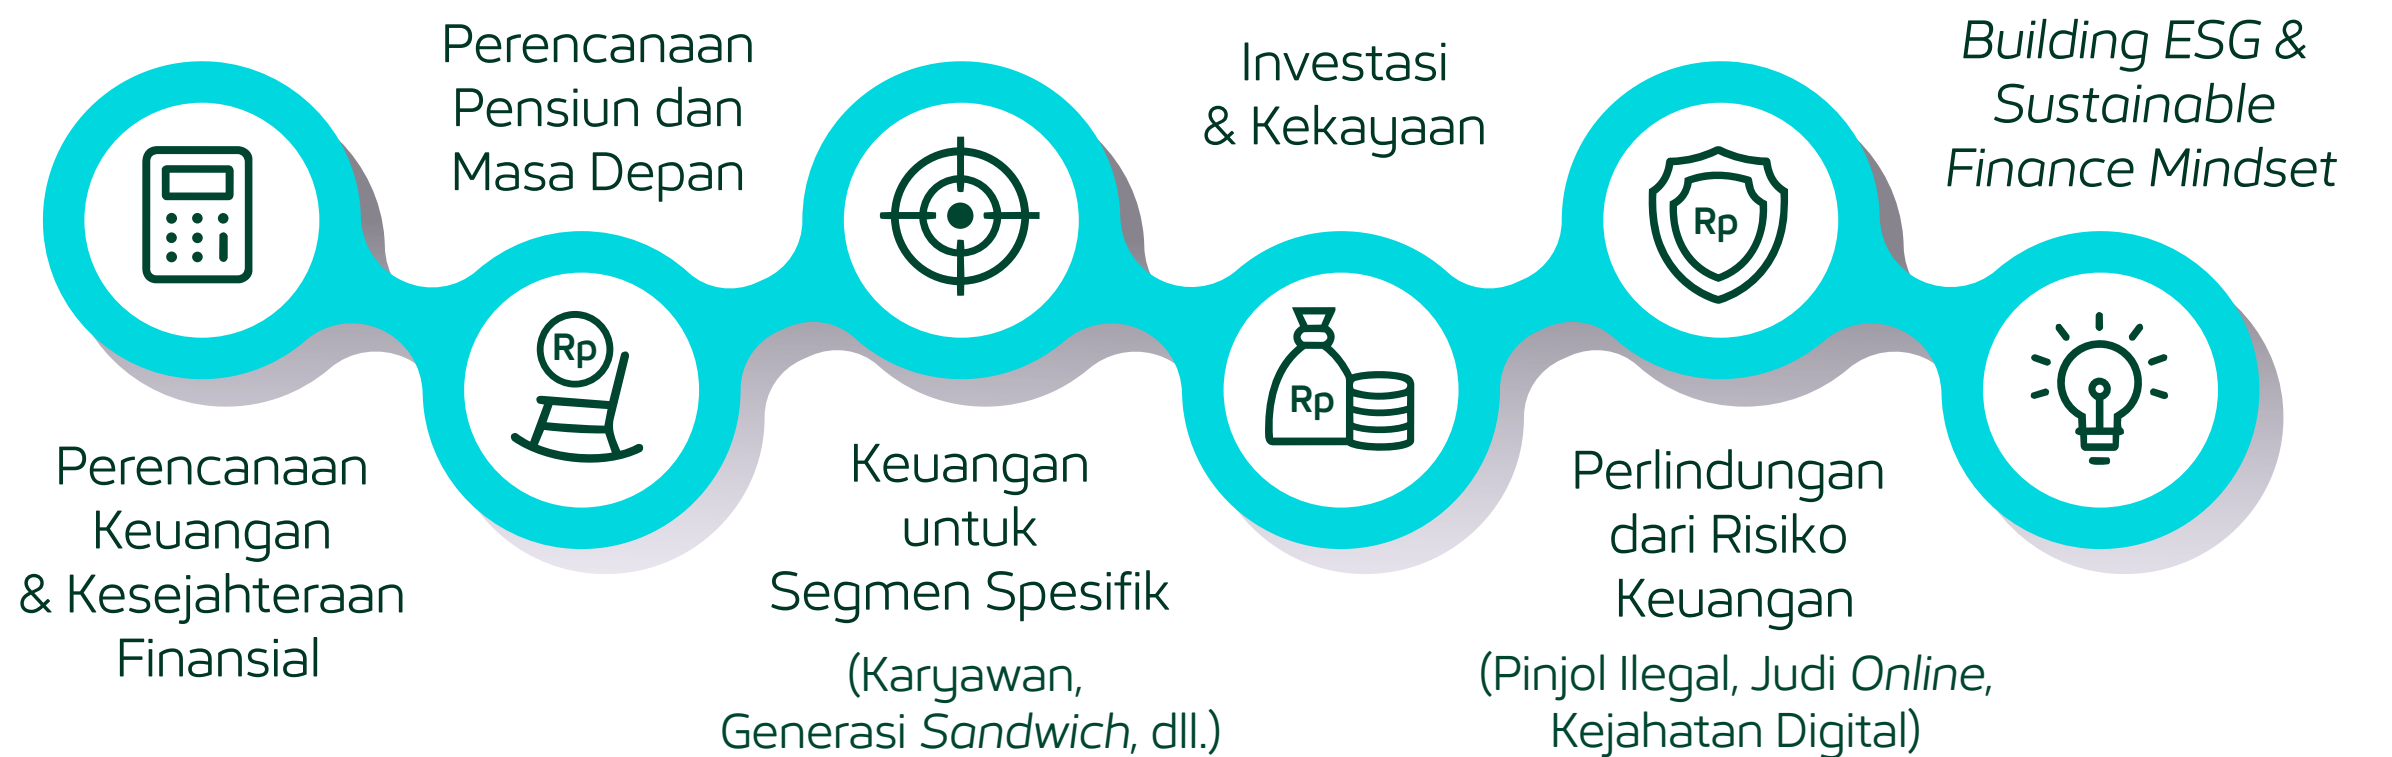 Perencanaan
Keuangan
& Kesejahteraan
Finansial
Perencanaan
Pensiun dan
Masa Depan
Rp
Keuangan
untuk
Segmen Spesifik
(Karyawan,
Generasi Sandwich, dll.)
Investasi
& Kekayaan
Rp
Rp
Perlindungan
dari Risiko
Keuangan
(Pinjol Ilegal, Judi Online,
Kejahatan Digital)
Building ESG &
Sustainable
Finance Mindset